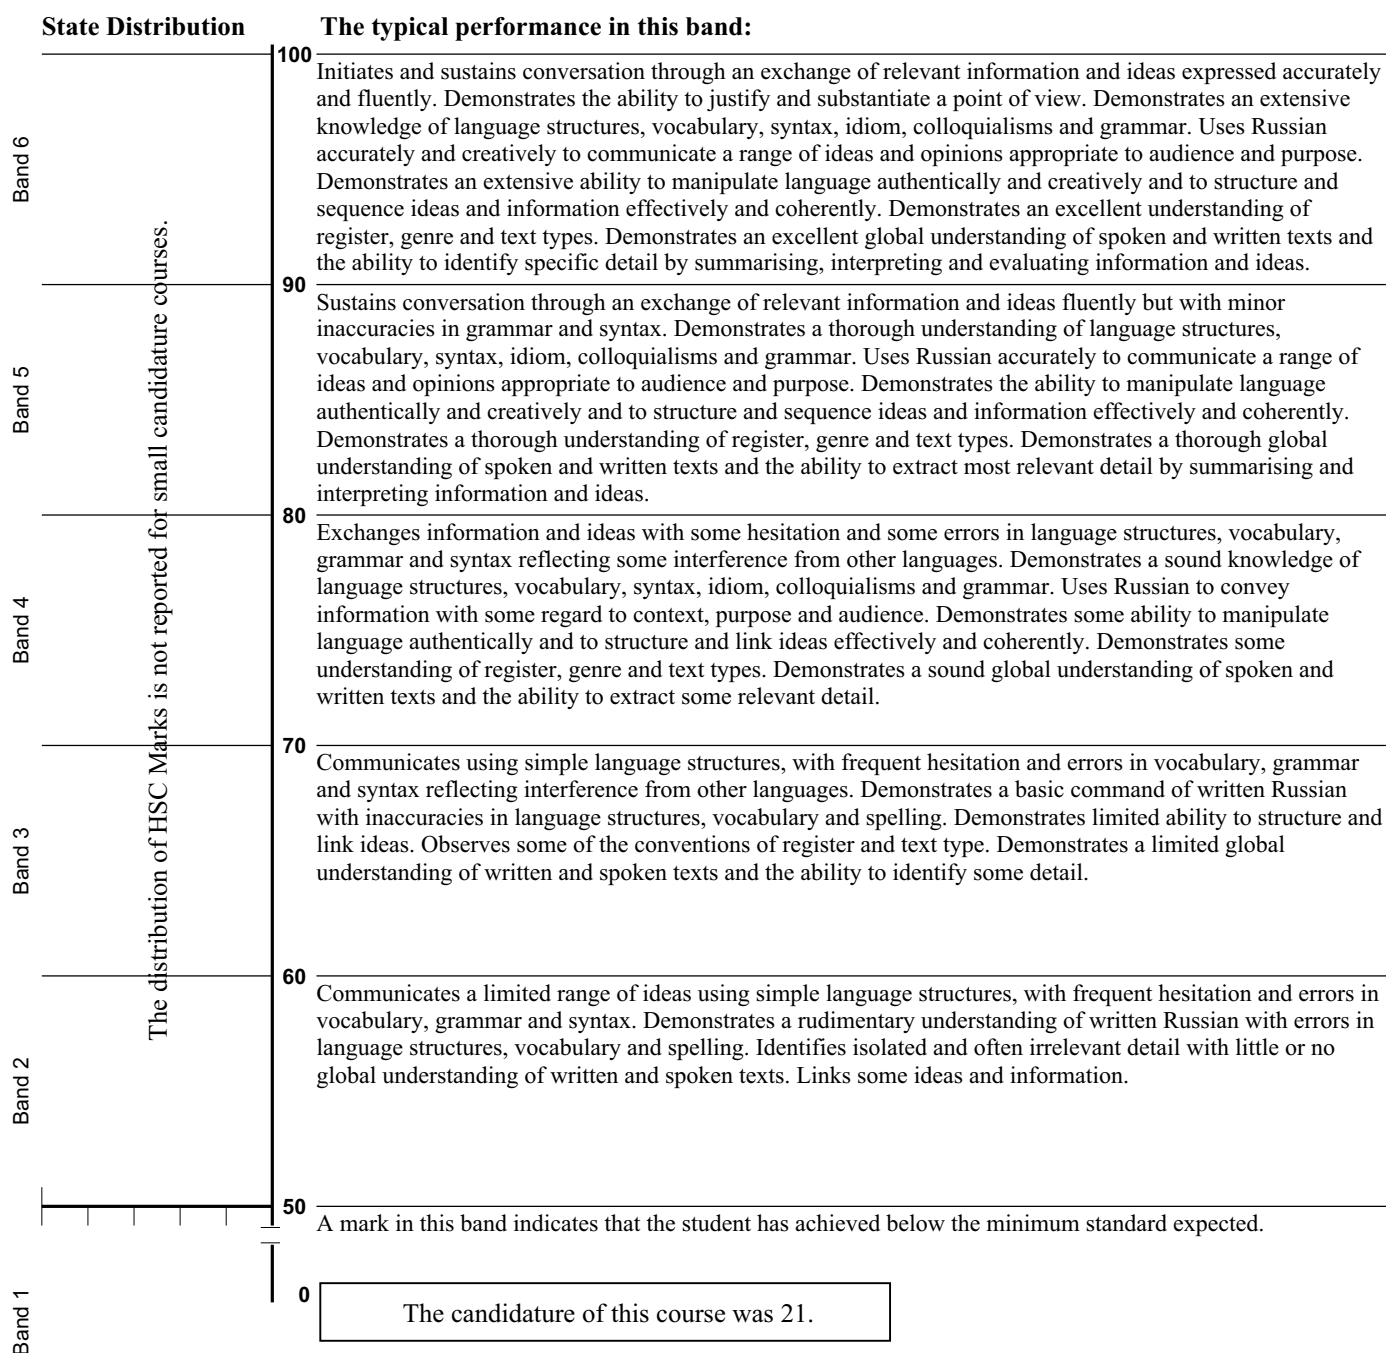 State Distribution
The typical performance in this band:
100
Band 6
Initiates and sustains conversation through an exchange of relevant information and ideas expressed accurately
and fluently. Demonstrates the ability to justify and substantiate a point of view. Demonstrates an extensive
knowledge of language structures, vocabulary, syntax, idiom, colloquialisms and grammar. Uses Russian
accurately and creatively to communicate a range of ideas and opinions appropriate to audience and purpose.
Demonstrates an extensive ability to manipulate language authentically and creatively and to structure and
sequence ideas and information effectively and coherently. Demonstrates an excellent understanding of
register, genre and text types. Demonstrates an excellent global understanding of spoken and written texts and
the ability to identify specific detail by summarising, interpreting and evaluating information and ideas.
90
Band 5
Sustains conversation through an exchange of relevant information and ideas fluently but with minor
inaccuracies in grammar and syntax. Demonstrates a thorough understanding of language structures,
vocabulary, syntax, idiom, colloquialisms and grammar. Uses Russian accurately to communicate a range of
ideas and opinions appropriate to audience and purpose. Demonstrates the ability to manipulate language
authentically and creatively and to structure and sequence ideas and information effectively and coherently.
Demonstrates a thorough understanding of register, genre and text types. Demonstrates a thorough global
understanding of spoken and written texts and the ability to extract most relevant detail by summarising and
interpreting information and ideas.
80
Band 4
Exchanges information and ideas with some hesitation and some errors in language structures, vocabulary,
grammar and syntax reflecting some interference from other languages. Demonstrates a sound knowledge of
language structures, vocabulary, syntax, idiom, colloquialisms and grammar. Uses Russian to convey
information with some regard to context, purpose and audience. Demonstrates some ability to manipulate
language authentically and to structure and link ideas effectively and coherently. Demonstrates some
understanding of register, genre and text types. Demonstrates a sound global understanding of spoken and
written texts and the ability to extract some relevant detail.
70
Band 3
Communicates using simple language structures, with frequent hesitation and errors in vocabulary, grammar
and syntax reflecting interference from other languages. Demonstrates a basic command of written Russian
with inaccuracies in language structures, vocabulary and spelling. Demonstrates limited ability to structure and
link ideas. Observes some of the conventions of register and text type. Demonstrates a limited global
understanding of written and spoken texts and the ability to identify some detail.
60
Band 2
Communicates a limited range of ideas using simple language structures, with frequent hesitation and errors in
vocabulary, grammar and syntax. Demonstrates a rudimentary understanding of written Russian with errors in
language structures, vocabulary and spelling. Identifies isolated and often irrelevant detail with little or no
global understanding of written and spoken texts. Links some ideas and information.
50
A mark in this band indicates that the student has achieved below the minimum standard expected.
0
Band 1
The candidature of this course was 21.
The distribution of HSC Marks is not reported for small candidature courses.